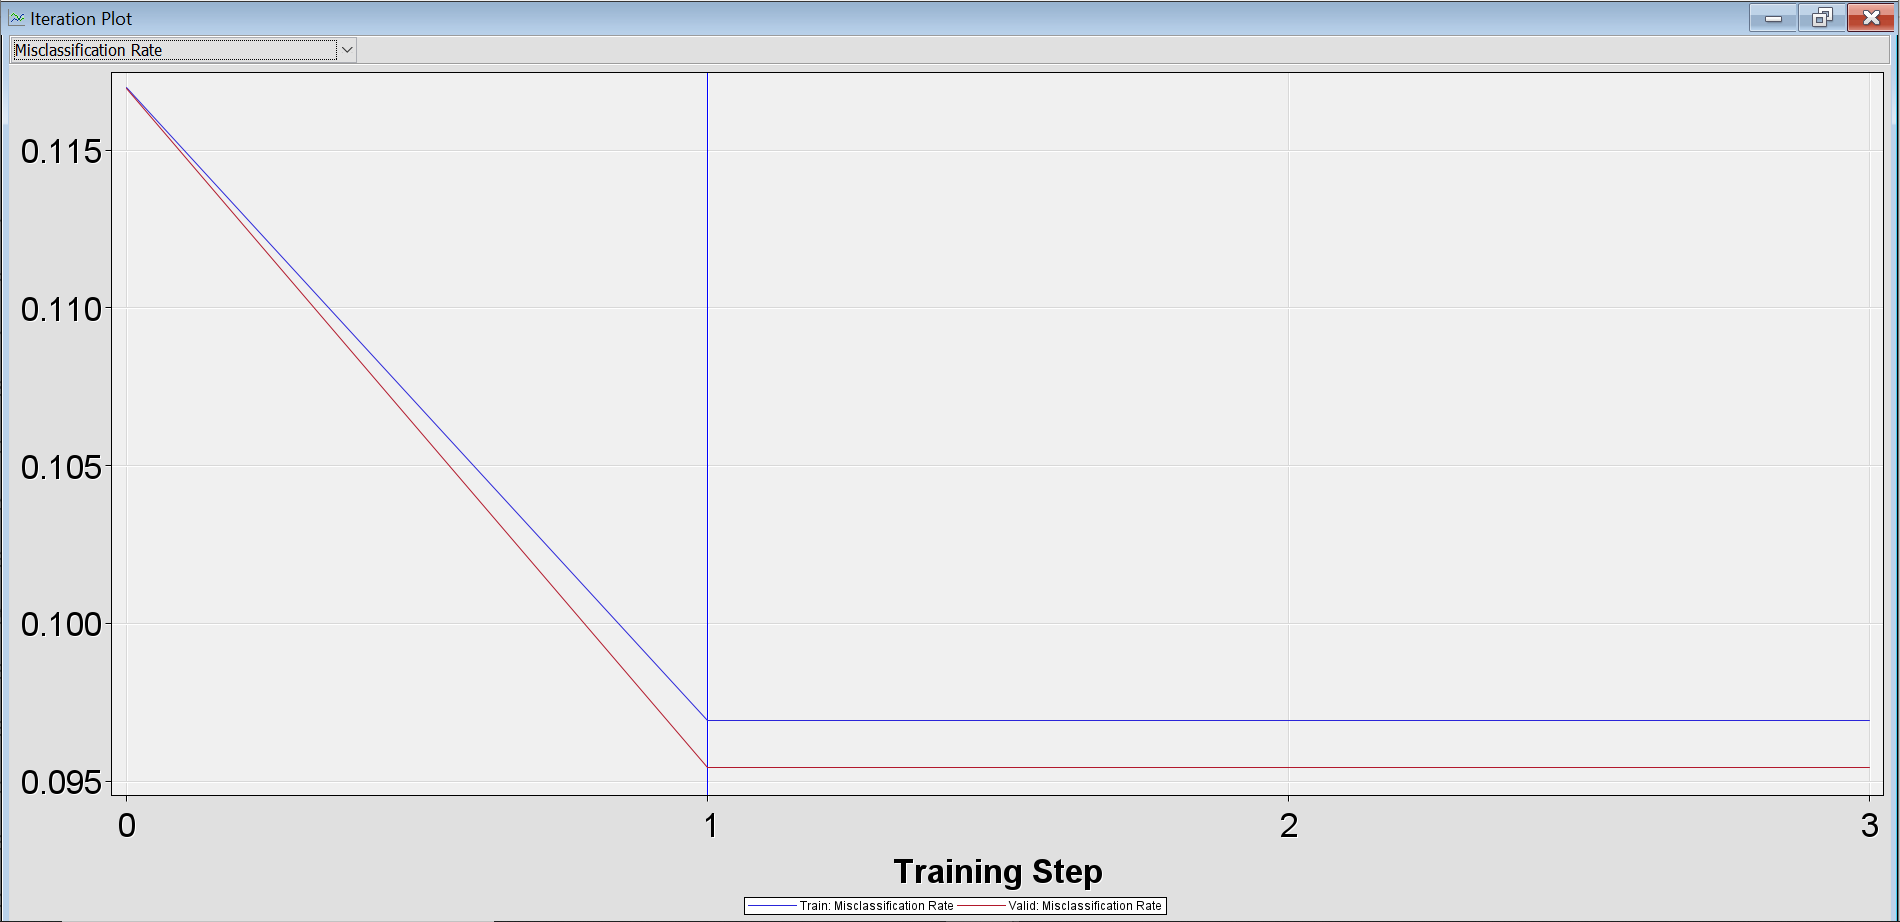 Iteration Plot
Misclassification Rate
0.115
0.110
0.105
0.100
0.095
0 1 2 3
Training Step
Train: Misclassification Rate Valid: Misclassification Rate